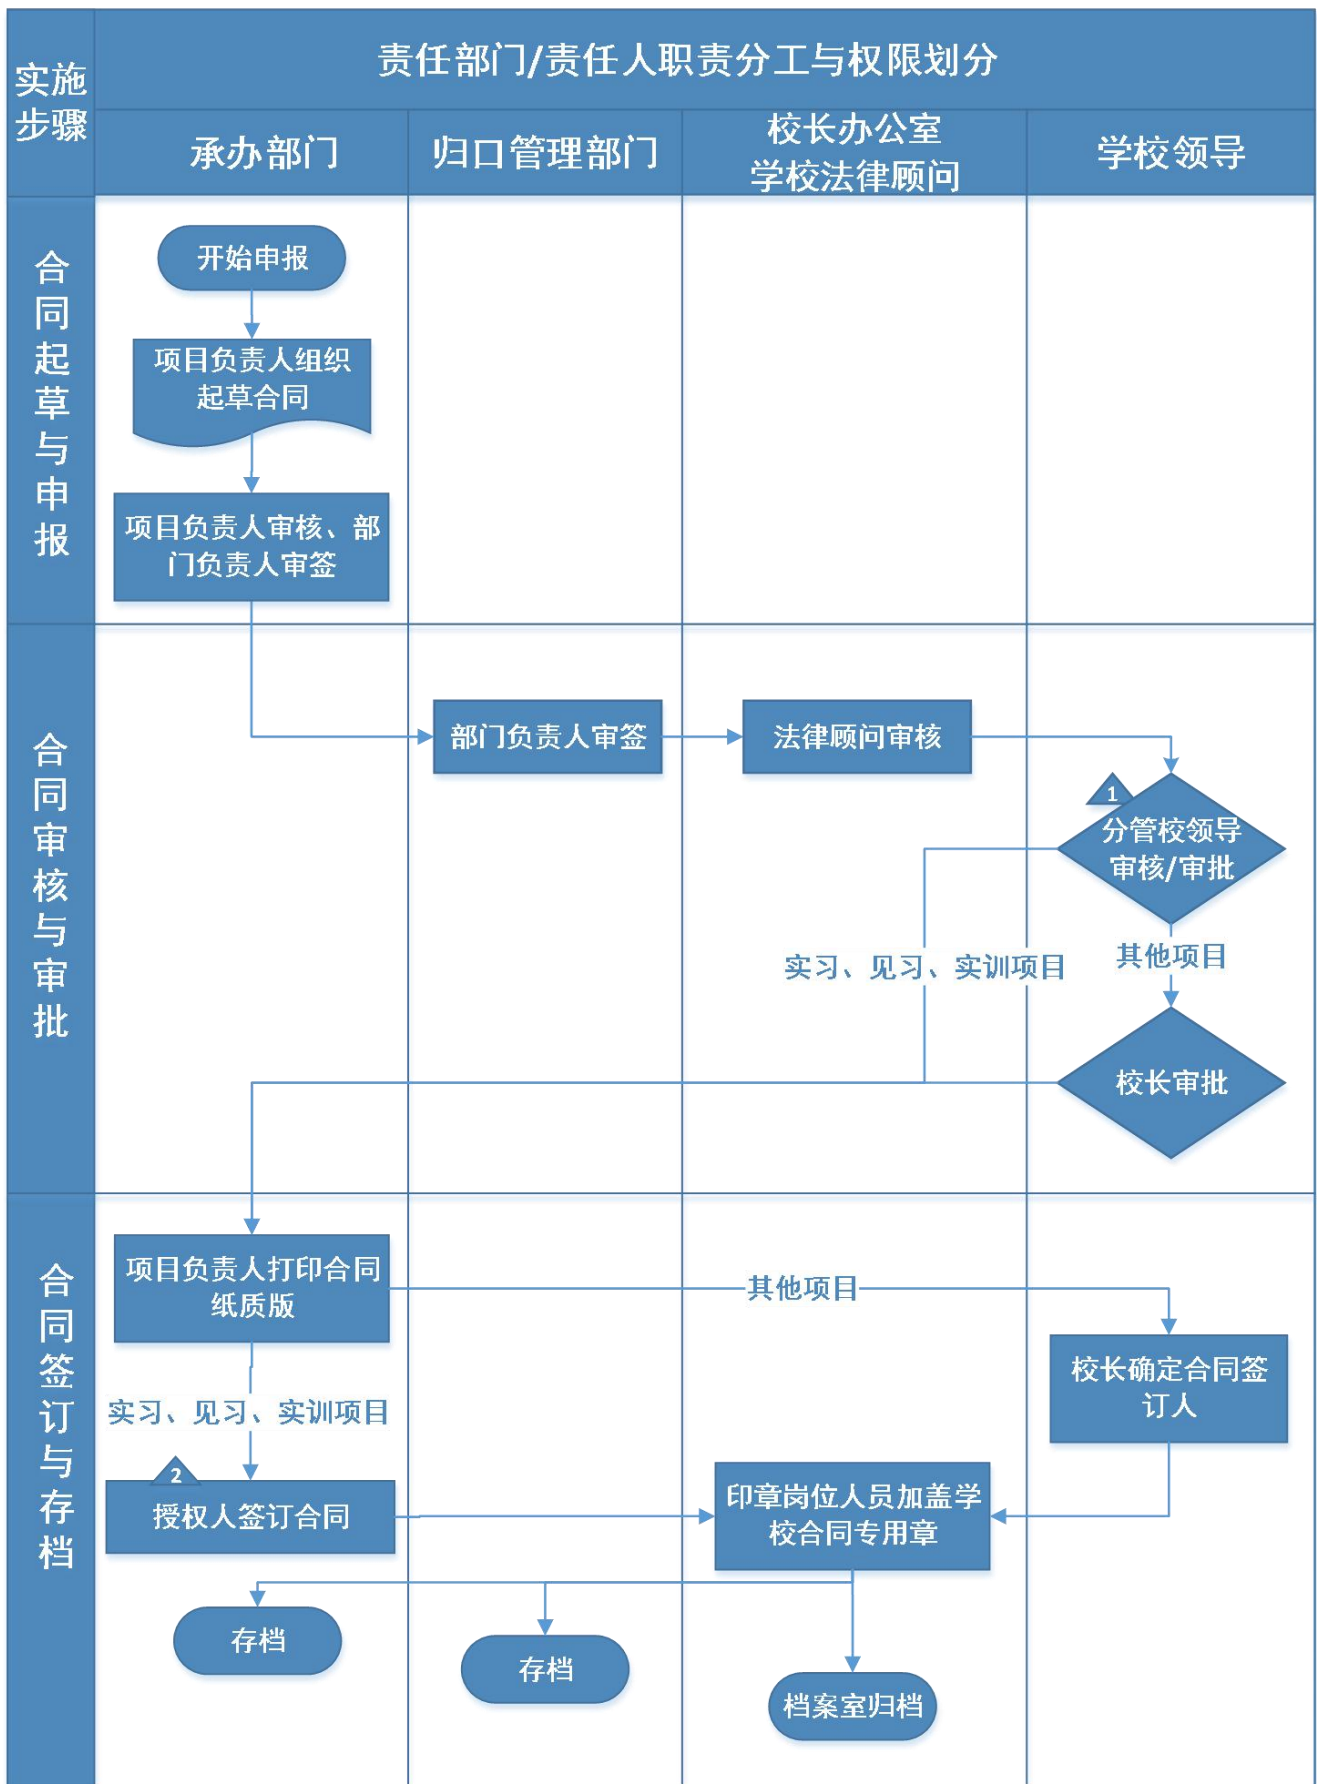 实施
步骤
责任部门/责任人职责分工与权限划分
承办部门
归口管理部门
校长办公室
学校法律顾问
学校领导
合同起草与申报
开始申报
项目负责人组织
起草合同
项目负责人审核、部
门负责人审签
合同审核与审批
部门负责人审签
法律顾问审核
1
分管校领导
审核/审批
实习、见习、实训项目
其他项目
校长审批
合同签订与存档
项目负责人打印合同
纸质版
其他项目
校长确定合同签
订人
实习、见习、实训项目
2
授权人签订合同
印章岗位人员加盖学
校合同专用章
存档
存档
档案室归档